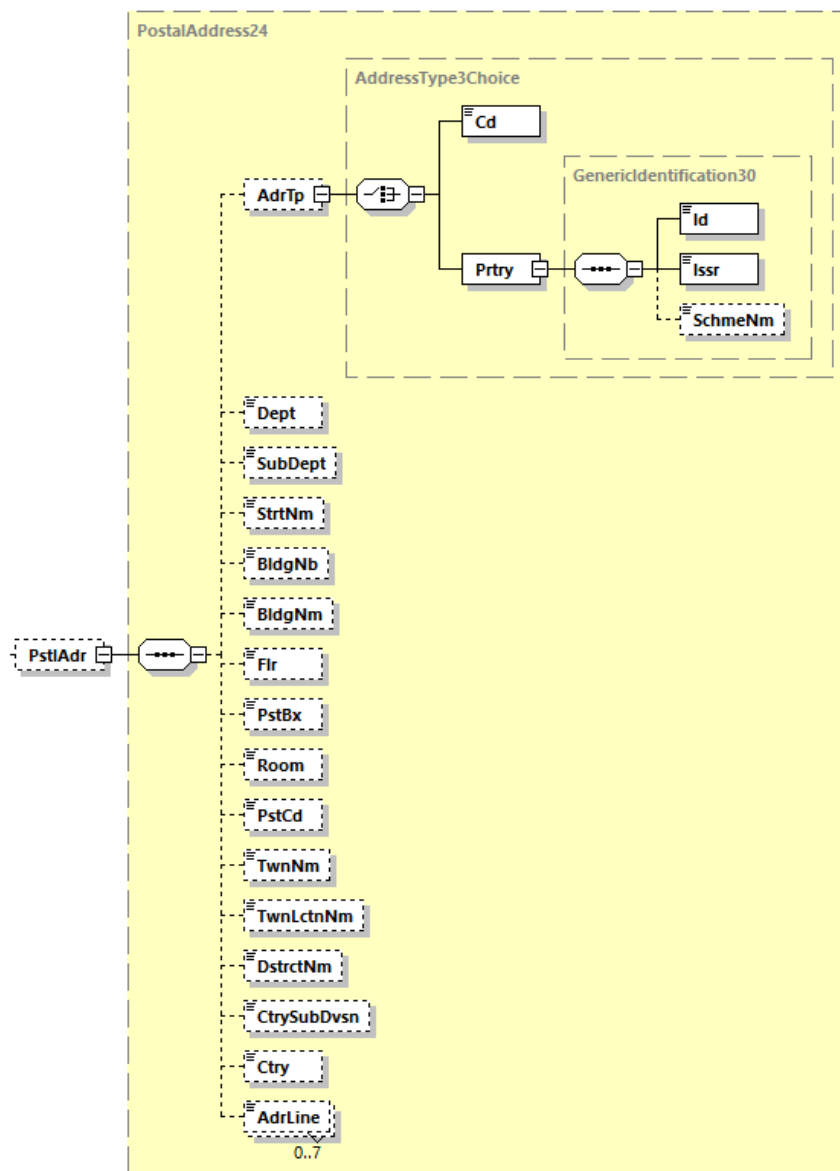 PostalAddress24
AddressType3Choice
Cd
GenericIdentification30
AdrTp
Id
Prtry
Issr
SchmeNm
Dept
SubDept
StrtNm
BldgNb
BldgNm
PstlAdr
Flr
PstBx
Room
PstCd
TwnNm
TwnLctnNm
DstrctNm
CtrySubDvsn
Ctry
AdrLine
0..7